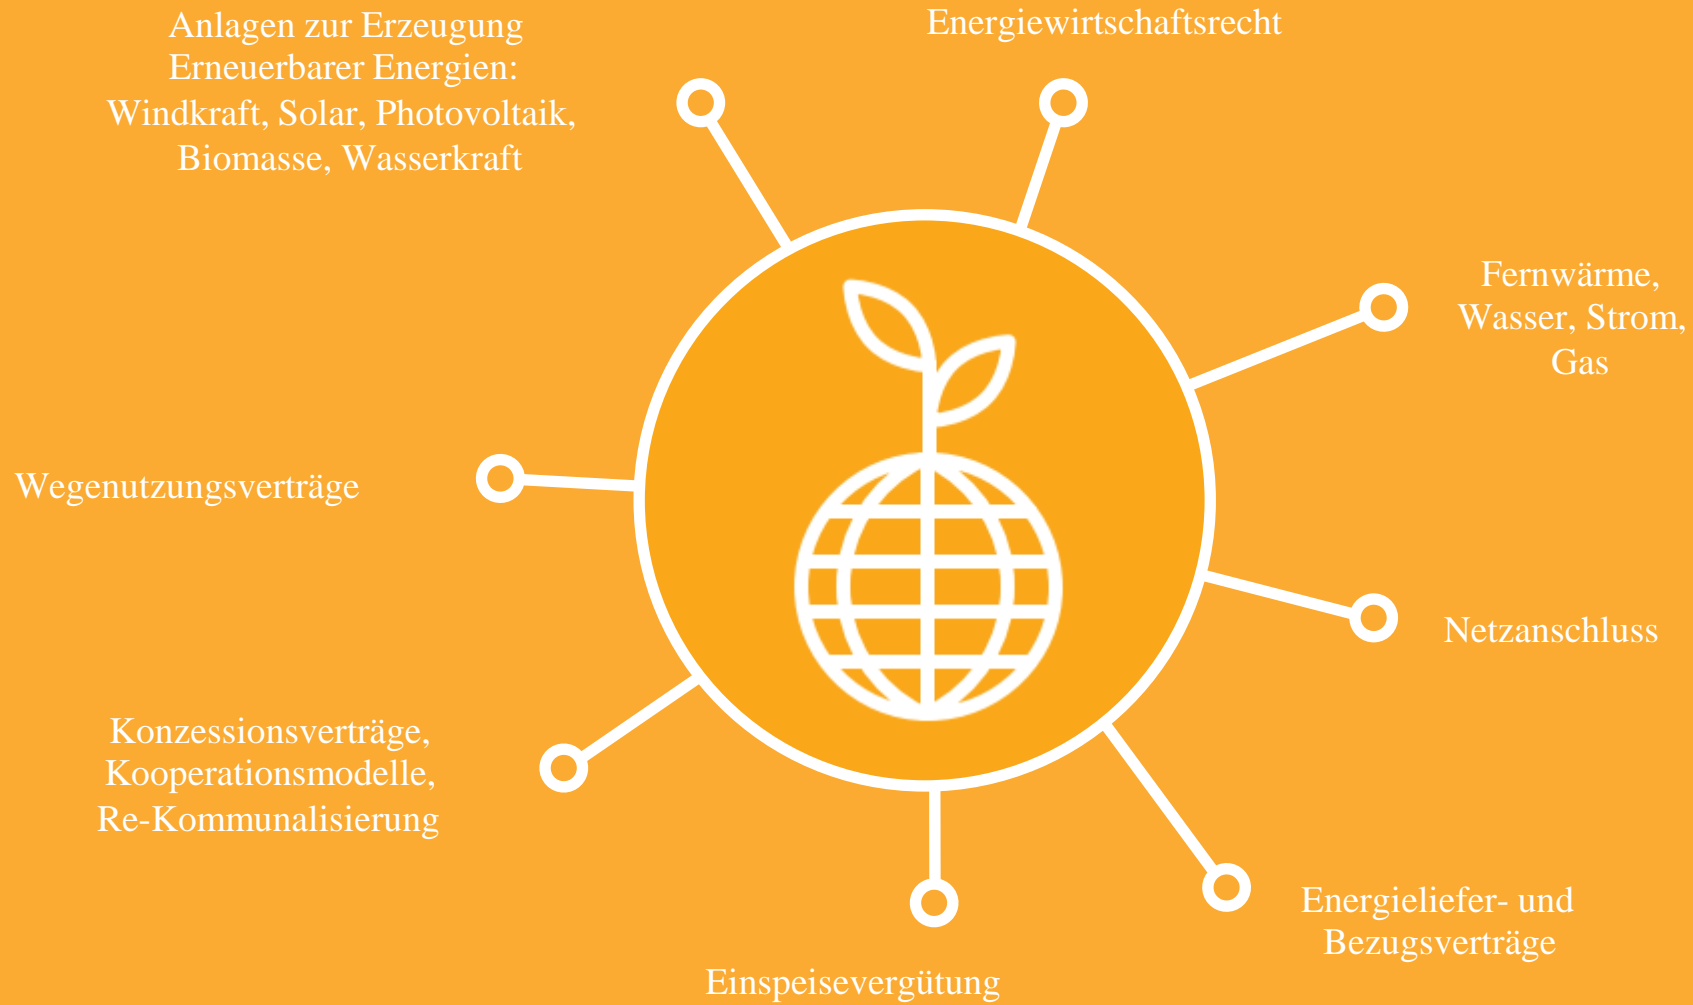 Anlagen zur Erzeugung
Erneuerbarer Energien:
Windkraft, Solar, Photovoltaik,
Biomasse, Wasserkraft
Energiewirtschaftsrecht
Fernwärme,
Wasser, Strom,
Gas
Wegenutzungsverträge
Netzanschluss
Konzessionsverträge,
Kooperationsmodelle,
Re-Kommunalisierung
Energieliefer- und
Bezugsverträge
Einspeisevergütung